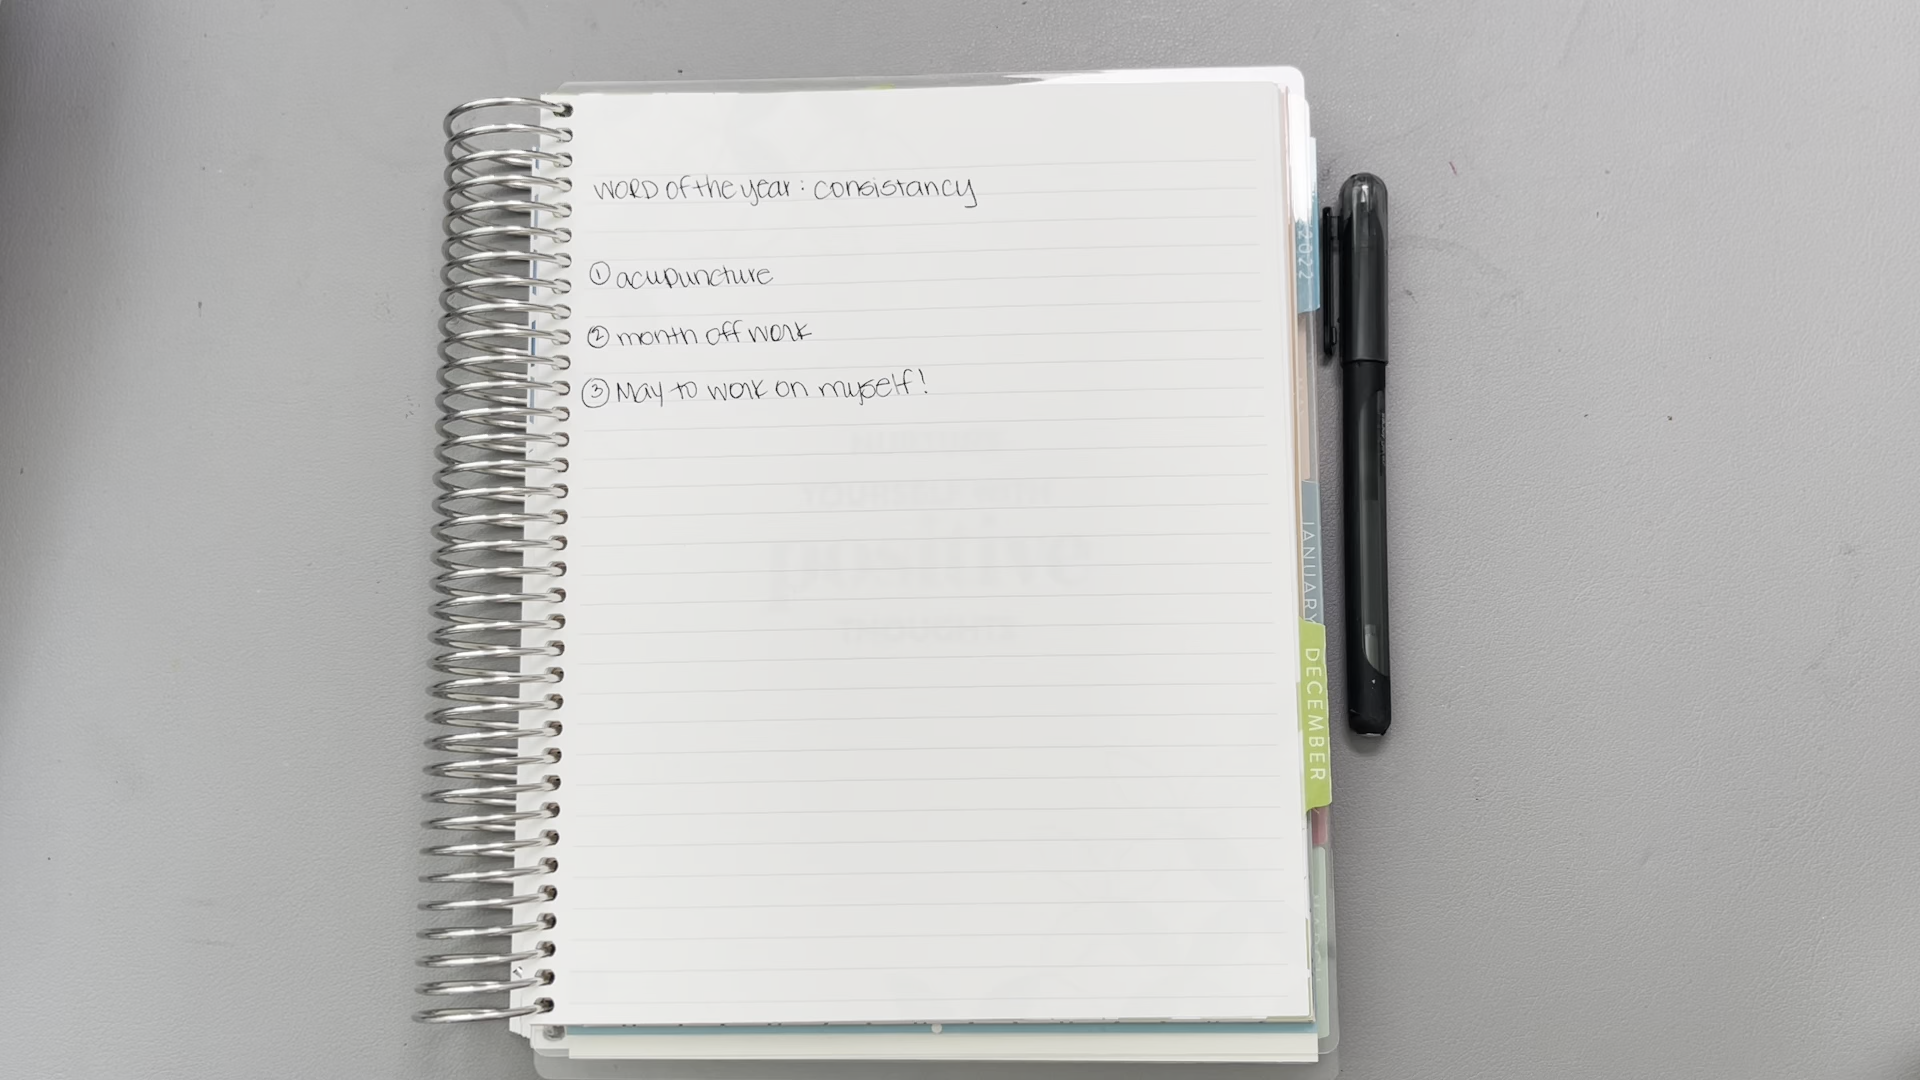 WORD of the year: consistancy
① acupuncture
② month off work
③ May to work on myself!
positive
2022
JANUARY
DECEMBER